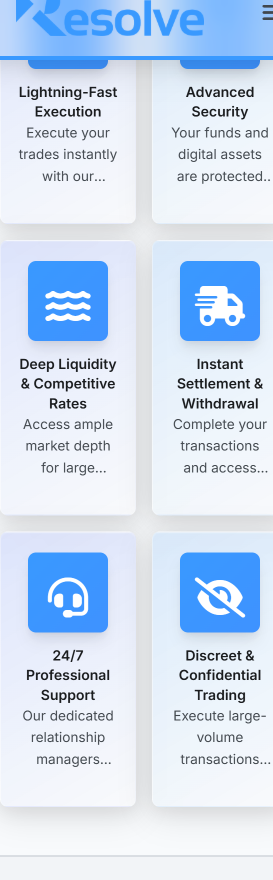 Resolve
Lightning-Fast
Execution
Execute your
trades instantly
with our...
Advanced
Security
Your funds and
digital assets
are protected..
Deep Liquidity
& Competitive
Rates
Access ample
market depth
for large...
Instant
Settlement &
Withdrawal
Complete your
transactions
and access...
24/7
Professional
Support
Our dedicated
relationship
managers...
Discreet &
Confidential
Trading
Execute large-
volume
transactions...